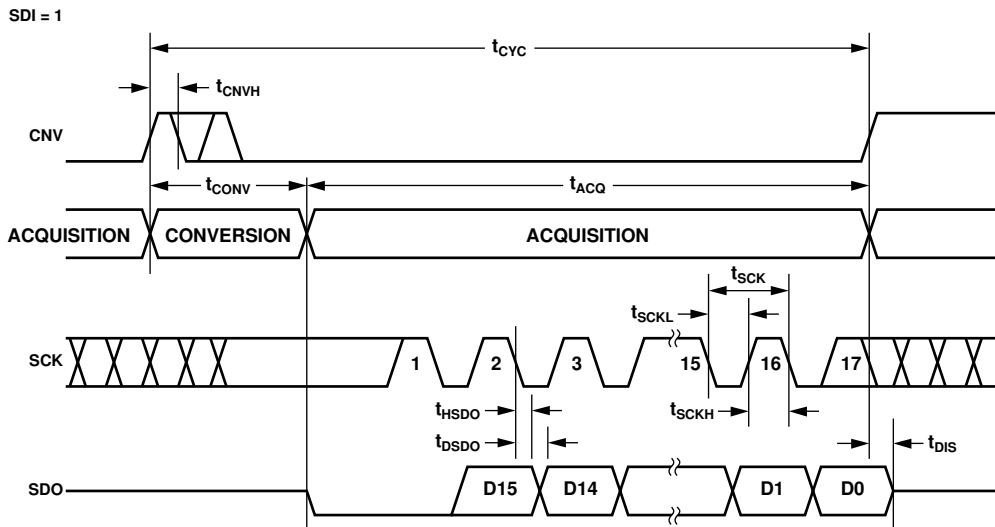 SDI = 1
tCYC
tCNVH
CNV
tCONV
tACQ
ACQUISITION CONVERSION ACQUISITION
tSCK
tSCKL
SCK 1 2 3 15 16 17
tHSDO
tSCKH
tDSDO
tDIS
SDO D15 D14 D1 D0